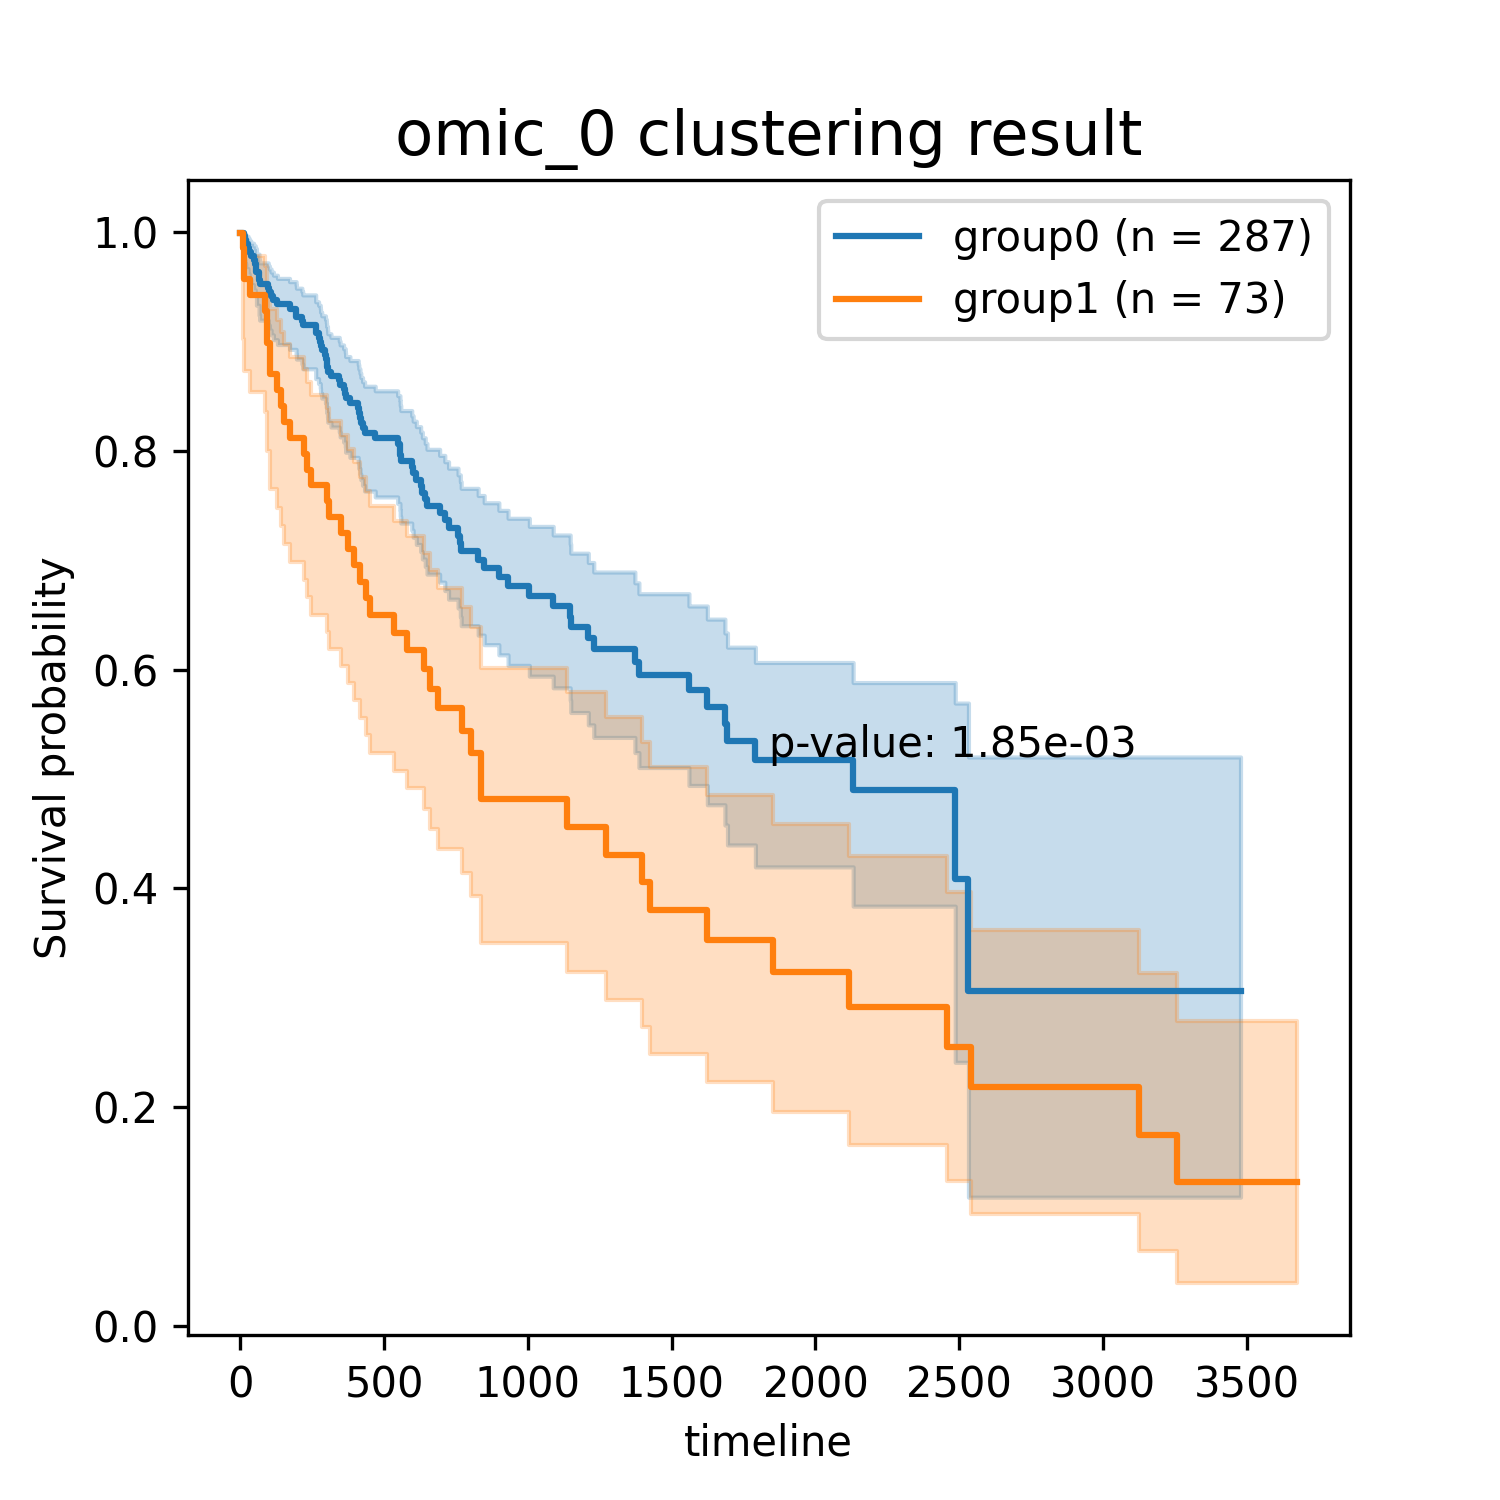 omic_0 clustering result
group0 (n = 287)
group1 (n = 73)
p-value: 1.85e-03
Survival probability
1.0
0.8
0.6
0.4
0.2
0.0
0 500 1000 1500 2000 2500 3000 3500
timeline